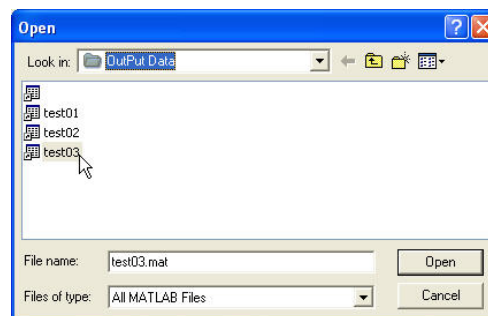 Open
Look in: OutPut Data
test01
test02
test03
File name: test03.mat Open
Files of type: All MATLAB Files Cancel